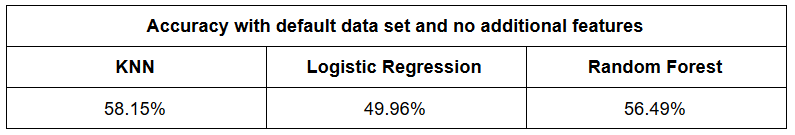 Accuracy with default data set and no additional features
KNN Logistic Regression Random Forest
58.15% 49.96% 56.49%